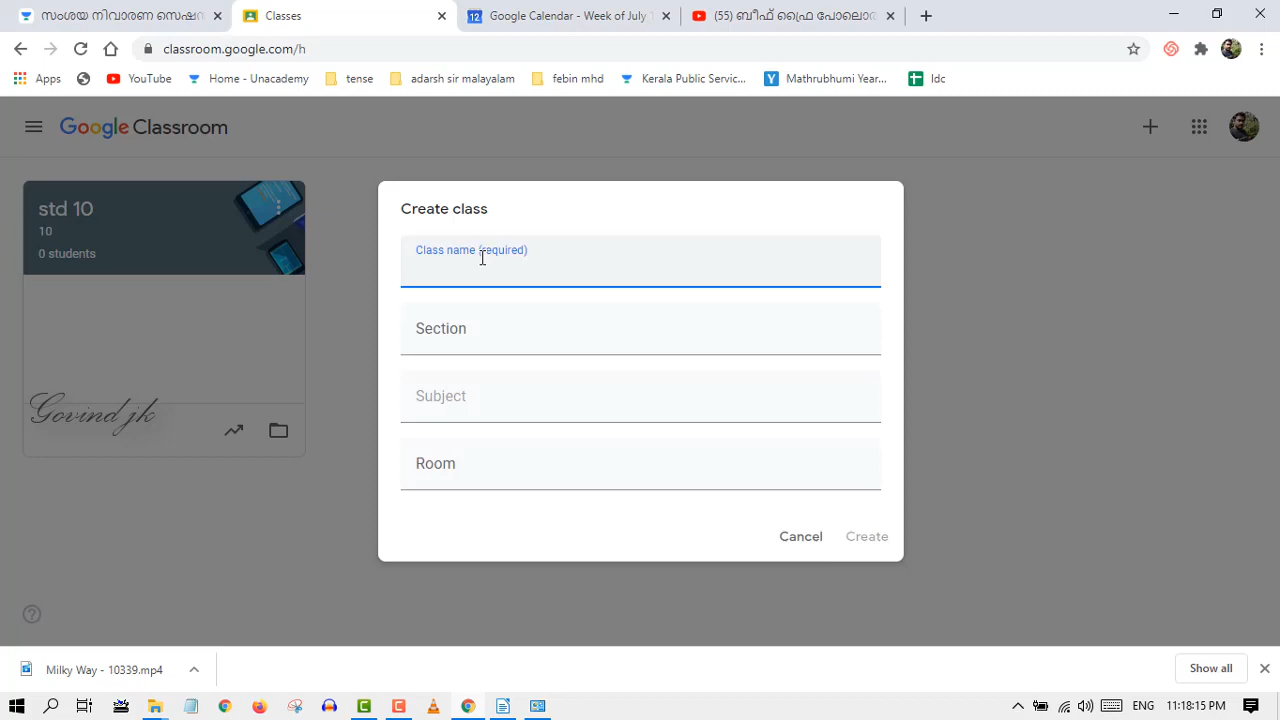 സംശയ നിവാരണ സെഷൻ
Classes
Google Calendar - Week of July 1
(55) ബീഫ് ഫ്രൈ പോലൊ
classroom.google.com/h
Apps
YouTube
Home - Unacademy
tense
adarsh sir malayalam
febin mhd
Kerala Public Servic...
Mathrubhumi Year...
ldc
Google Classroom
std 10
10
0 students
Govind jk
Create class
Class name (required)
Section
Subject
Room
Cancel
Create
Milky Way - 10339.mp4
Show all
ENG
11:18:15 PM